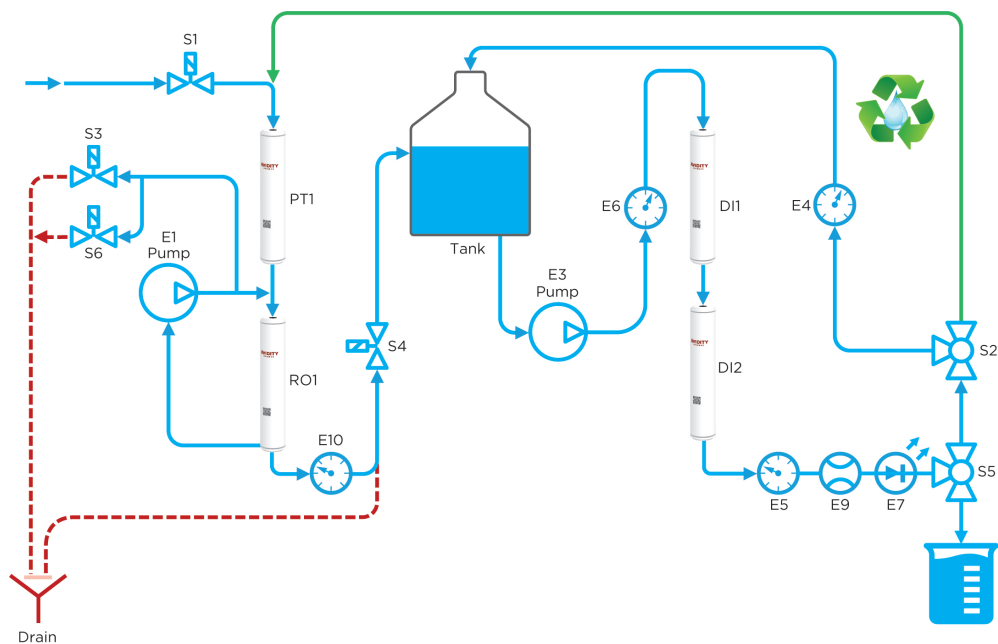 S1
S3
PT1
S6
E1
Pump
RO1
E10
S4
Tank
E3
Pump
E6
DI1
DI2
E4
S2
E5
E9
E7
S5
Drain